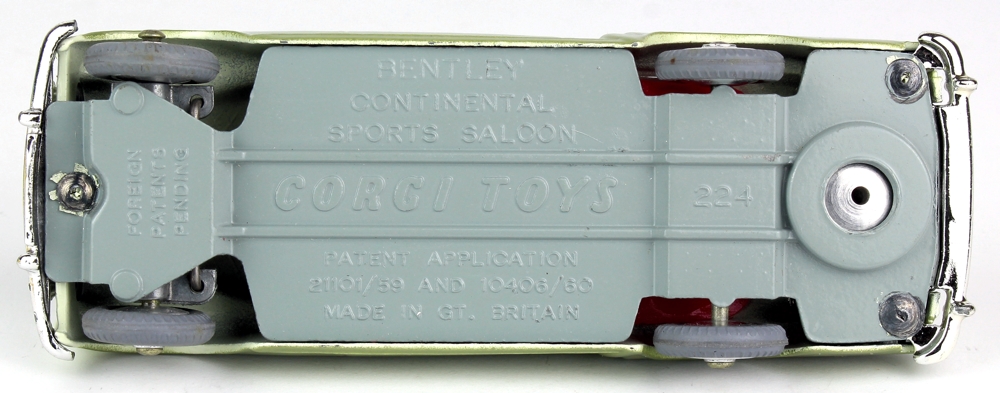 BENTLEY
CONTINENTAL
SPORTS SALOON
CORGI TOYS
224
PATENT APPLICATION
21101/59 AND 10406/60
MADE IN GT. BRITAIN
FOREIGN
PATENTS
PENDING